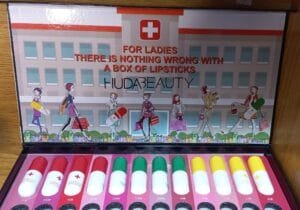 FOR LADIES
THERE IS NOTHING WRONG WITH
A BOX OF LIPSTICKS
HUDABEAUTY